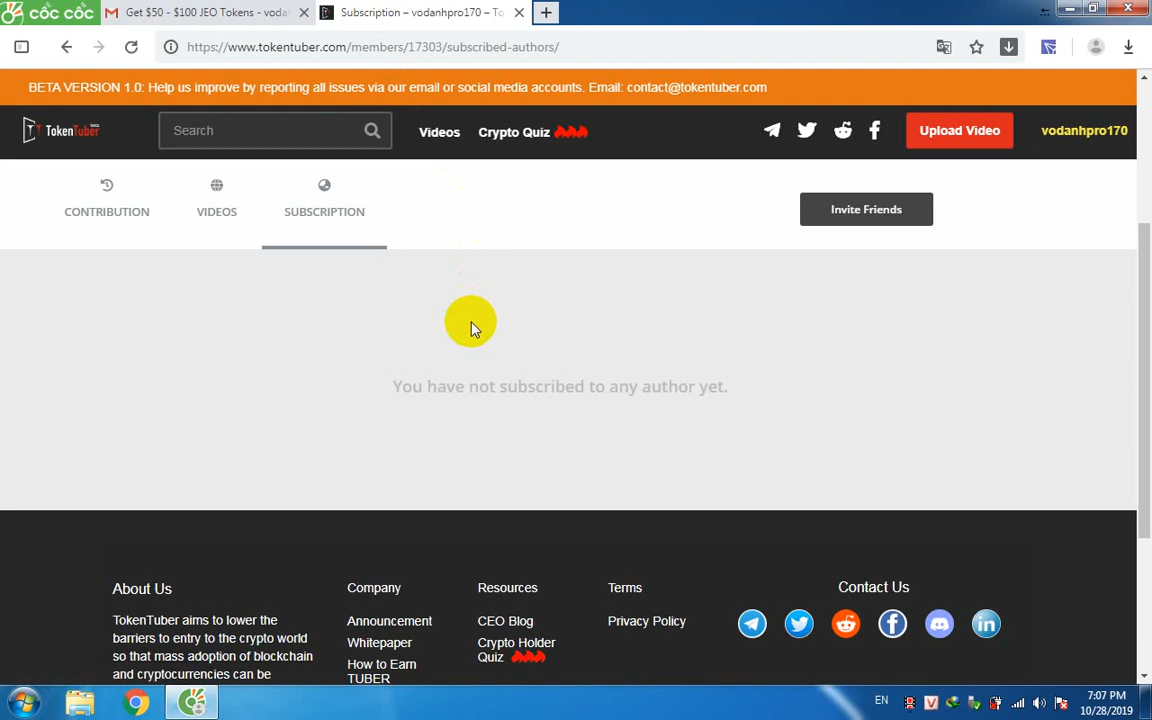 cốc cốc
Get $50 - $100 JEO Tokens - voda
Subscription – vodanhpro170 – To
https://www.tokentuber.com/members/17303/subscribed-authors/
BETA VERSION 1.0: Help us improve by reporting all issues via our email or social media accounts. Email: contact@tokentuber.com
TokenTuber
Search
Videos
Crypto Quiz
Upload Video
vodanhpro170
CONTRIBUTION
VIDEOS
SUBSCRIPTION
Invite Friends
You have not subscribed to any author yet.
About Us
TokenTuber aims to lower the
barriers to entry to the crypto world
so that mass adoption of blockchain
and cryptocurrencies can be
Company
Announcement
Whitepaper
How to Earn
TUBER
Resources
CEO Blog
Crypto Holder
Quiz
Terms
Privacy Policy
Contact Us
EN
7:07 PM
10/28/2019